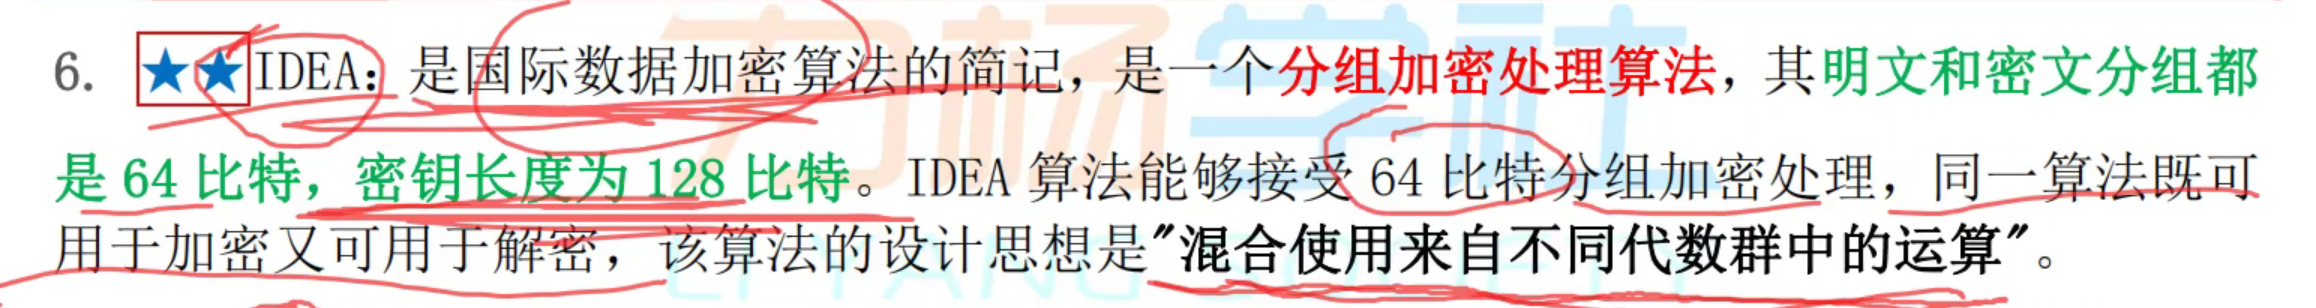 6. ★★IDEA：是国际数据加密算法的简记，是一个分组加密处理算法，其明文和密文分组都
是 64 比特，密钥长度为 128 比特。IDEA 算法能够接受 64 比特分组加密处理，同一算法既可
用于加密又可用于解密，该算法的设计思想是"混合使用来自不同代数群中的运算"。